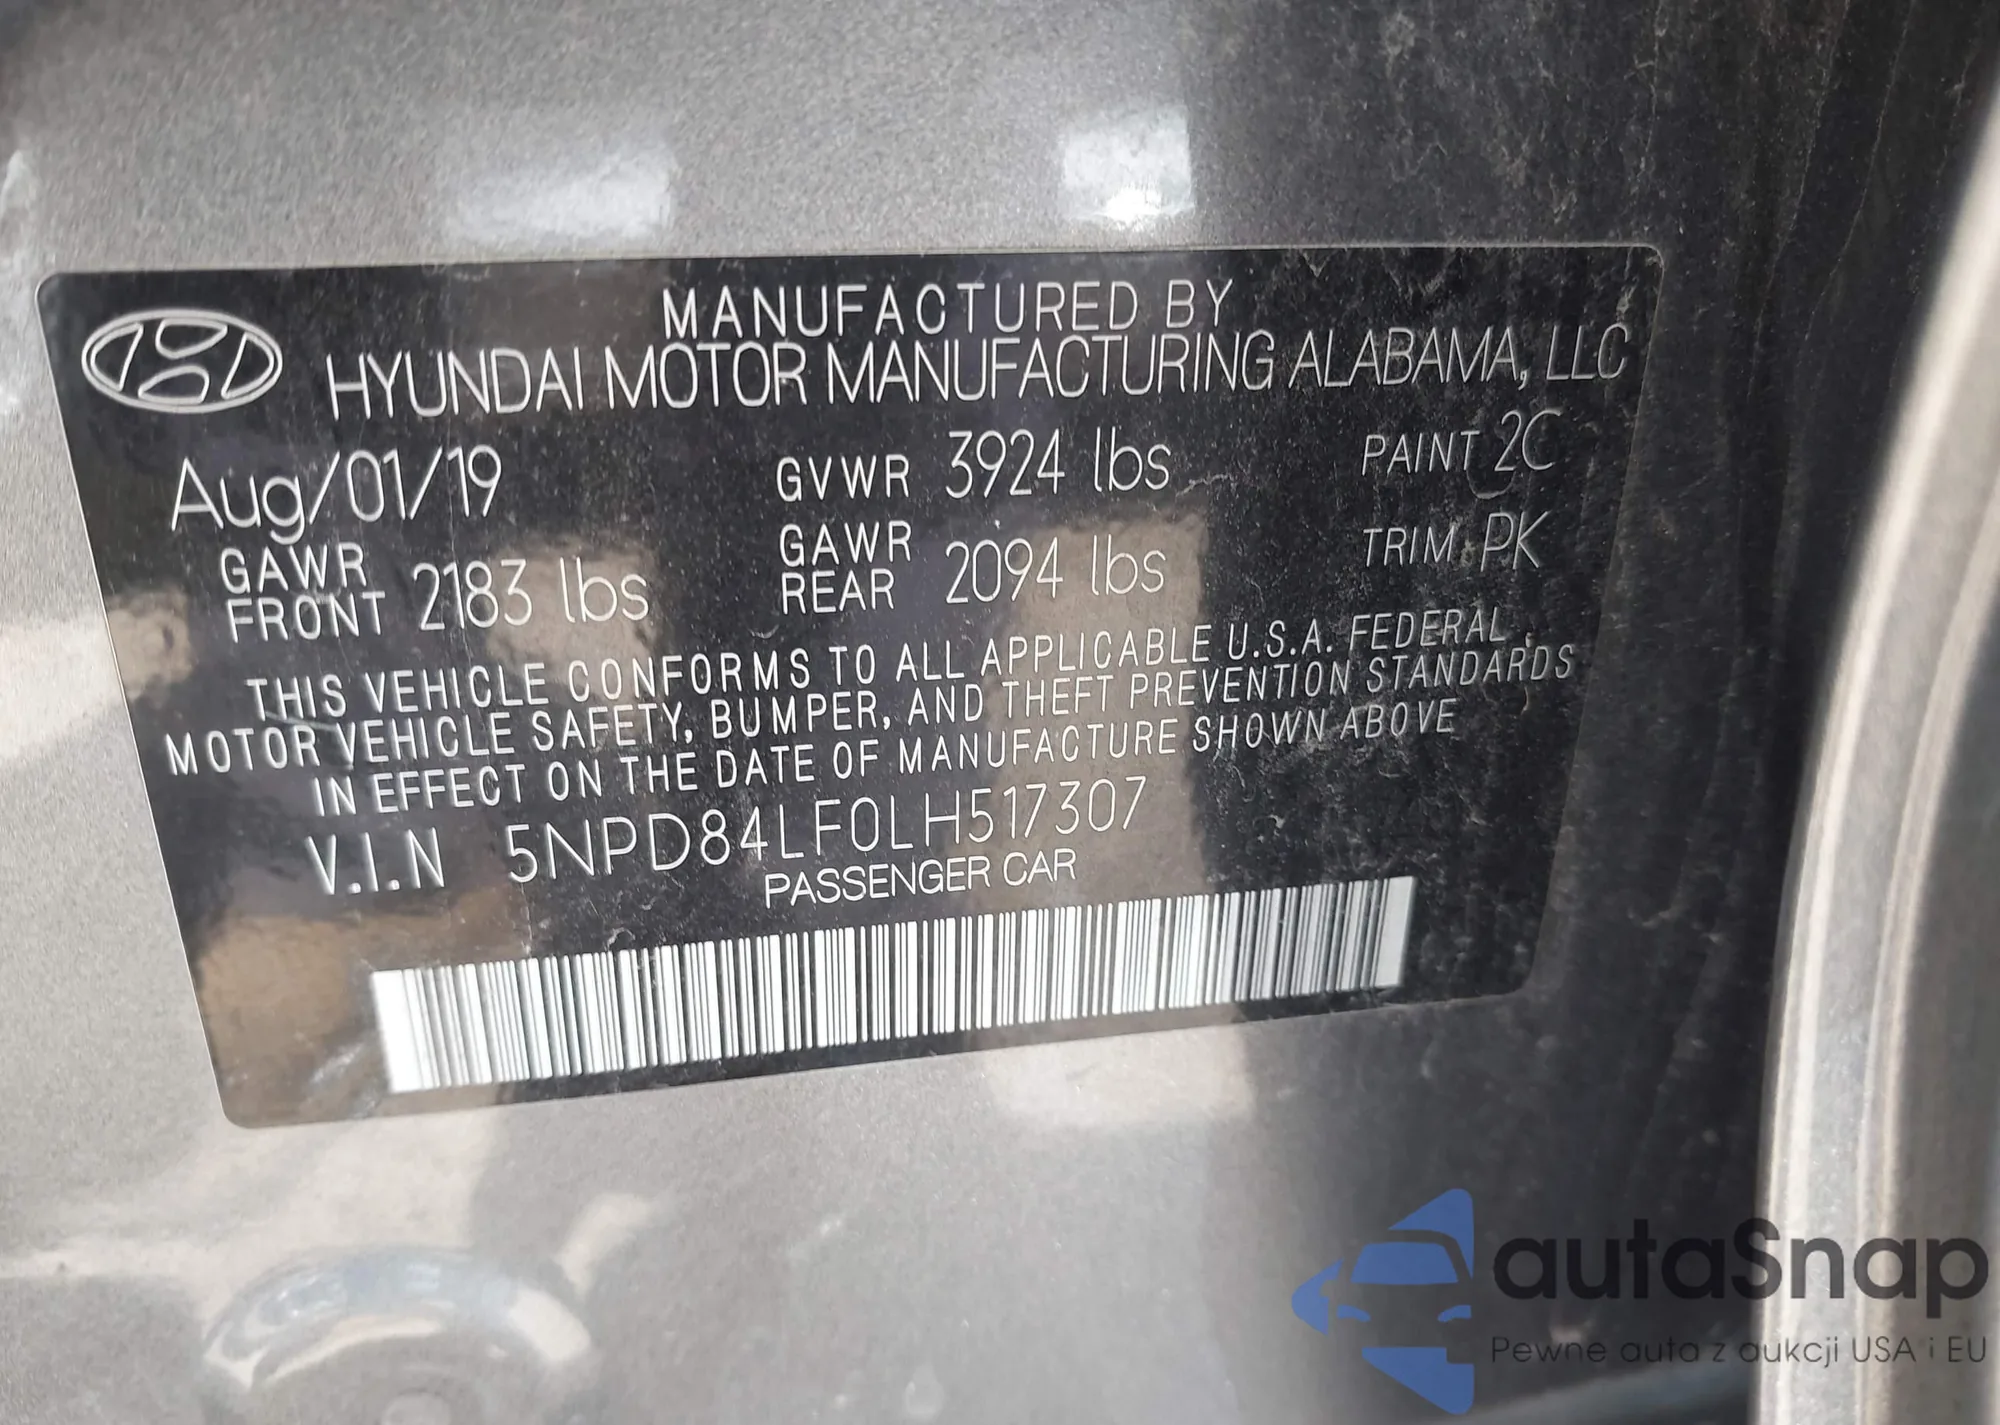 MANUFACTURED BY
HYUNDAI MOTOR MANUFACTURING ALABAMA, LLC
Aug/01/19 GVWR 3924 lbs PAINT 2C
GAWR FRONT 2183 lbs GAWR REAR 2094 lbs TRIM PK
THIS VEHICLE CONFORMS TO ALL APPLICABLE U.S.A. FEDERAL
MOTOR VEHICLE SAFETY, BUMPER, AND THEFT PREVENTION STANDARDS
IN EFFECT ON THE DATE OF MANUFACTURE SHOWN ABOVE
V.I.N 5NPD84LF0LH517307
PASSENGER CAR
autaSnap
Pewne auta z aukcji USA i EU